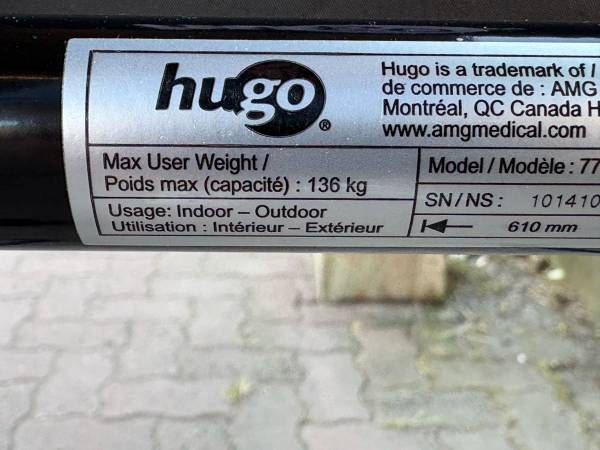 hugo®
Hugo is a trademark of /
de commerce de : AMG
Montréal, QC Canada H
www.amgmedical.com
Max User Weight /
Poids max (capacité) : 136 kg
Usage: Indoor – Outdoor
Utilisation : Intérieur – Extérieur
Model / Modèle : 77
SN / NS : 101410
610 mm